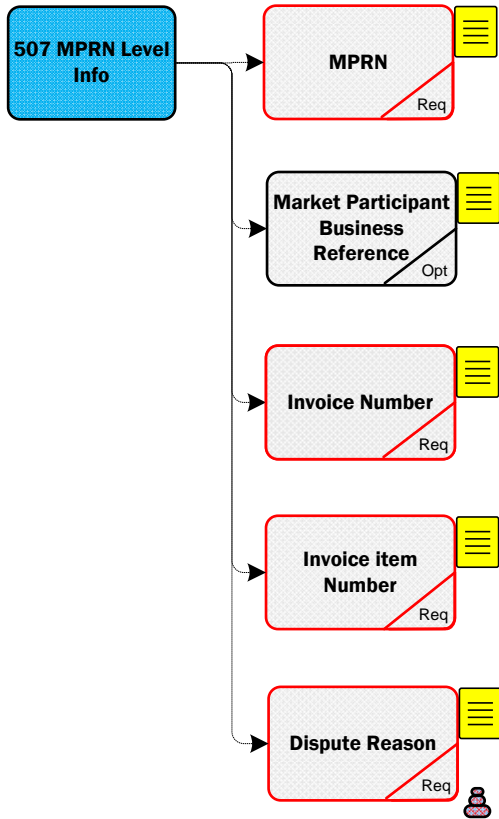 507 MPRN Level
Info
MPRN
Req
Market Participant
Business
Reference
Opt
Invoice Number
Req
Invoice item
Number
Req
Dispute Reason
Req